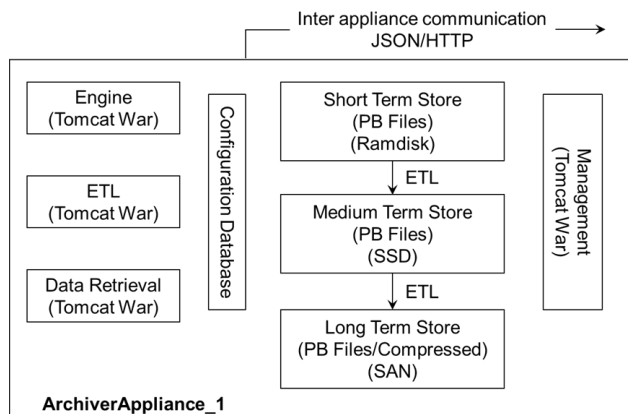 Inter appliance communication
JSON/HTTP
Engine
(Tomcat War)
ETL
(Tomcat War)
Data Retrieval
(Tomcat War)
Configuration Database
Short Term Store
(PB Files)
(Ramdisk)
ETL
Medium Term Store
(PB Files)
(SSD)
ETL
Long Term Store
(PB Files/Compressed)
(SAN)
Management
(Tomcat War)
ArchiverAppliance_1